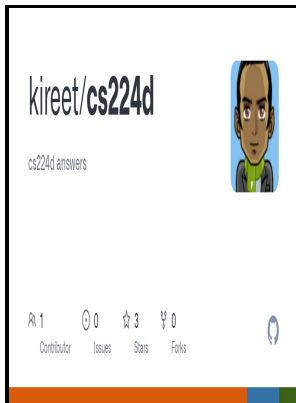 kireet/cs224d
cs224d answers
1 0 3 0
Contributor Issues Stars Forks